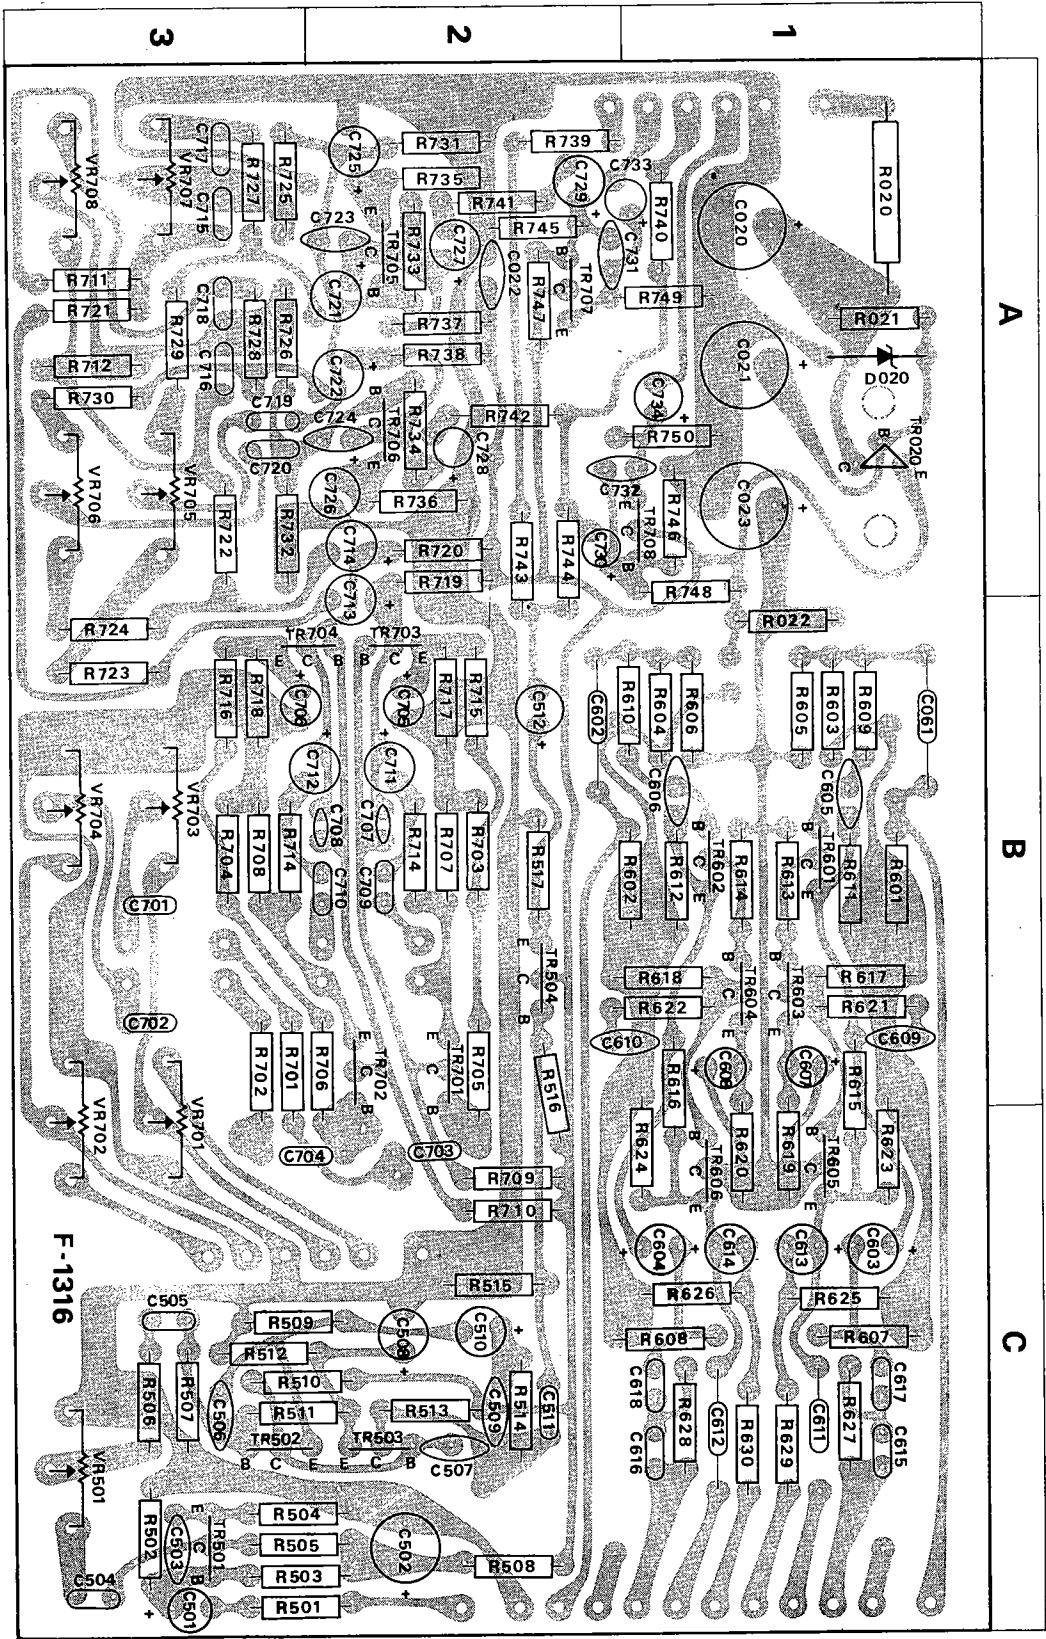 3
2
1
A
B
C
R731
R739
R735
R741
R745
C725
C729
C733
R740
C020
R020
VR708
VR707
C717
C715
R727
R725
C723
E
C
B
TR705
R733
C727
C022
R747
B
C
E
TR707
C731
R711
R721
C718
R749
R021
R729
R728
R726
C721
R737
R738
C021
D020
R712
R730
C716
C719
C724
C722
B
C
E
TR706
R734
R742
C734
R750
C728
C720
TR020
B
C
E
VR706
VR705
R722
R732
C726
R736
C732
E
C
B
TR708
R746
C023
C714
R720
R719
R743
R744
C730
R748
C713
R022
R724
R723
TR704
TR703
E
C
B
B
C
E
R716
R718
C706
C705
R717
R715
C512
C602
R610
R604
R606
R605
R603
R609
C061
VR704
VR703
C712
C711
C606
C605
R704
R708
R714
C708
C707
R714
R707
R703
R517
R602
R612
B
C
E
TR602
R614
R613
B
C
E
TR601
R611
R601
C701
C710
C709
E
C
B
TR504
R618
R622
B
C
E
TR604
B
C
E
TR603
R617
R621
C702
R702
R701
R706
E
C
B
TR702
E
C
B
TR701
R705
R516
C610
C609
R616
C608
C607
R615
VR702
VR701
R624
B
C
E
TR606
R620
R619
B
C
E
TR605
R623
C704
C703
R709
R710
C604
C614
C613
C603
F-1316
R515
R626
R625
C505
R509
C508
C510
R608
R607
R512
R510
R511
R513
C509
R514
C511
R506
R507
C506
TR502
TR503
B
C
E
E
C
B
C507
C618
C616
R628
C612
R630
R629
C611
R627
C617
C615
VR501
R502
C503
E
C
B
TR501
R504
R505
R503
R501
C502
R508
C504
C501